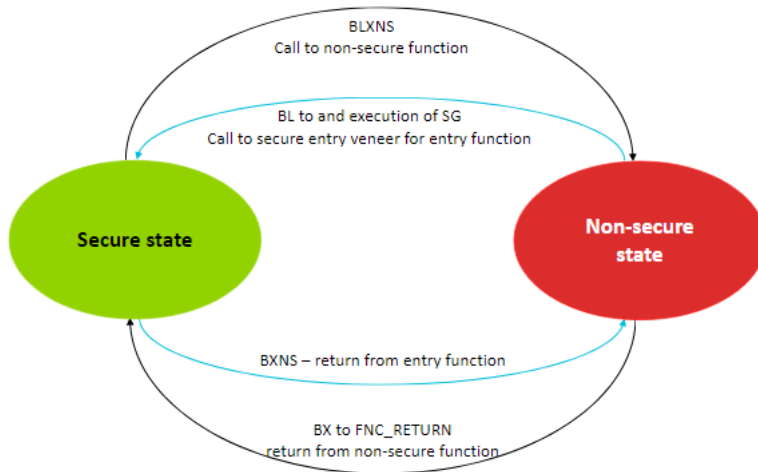 BLXNS
Call to non-secure function
BL to and execution of SG
Call to secure entry veneer for entry function
Secure state
Non-secure
state
BXNS – return from entry function
BX to FNC_RETURN
return from non-secure function